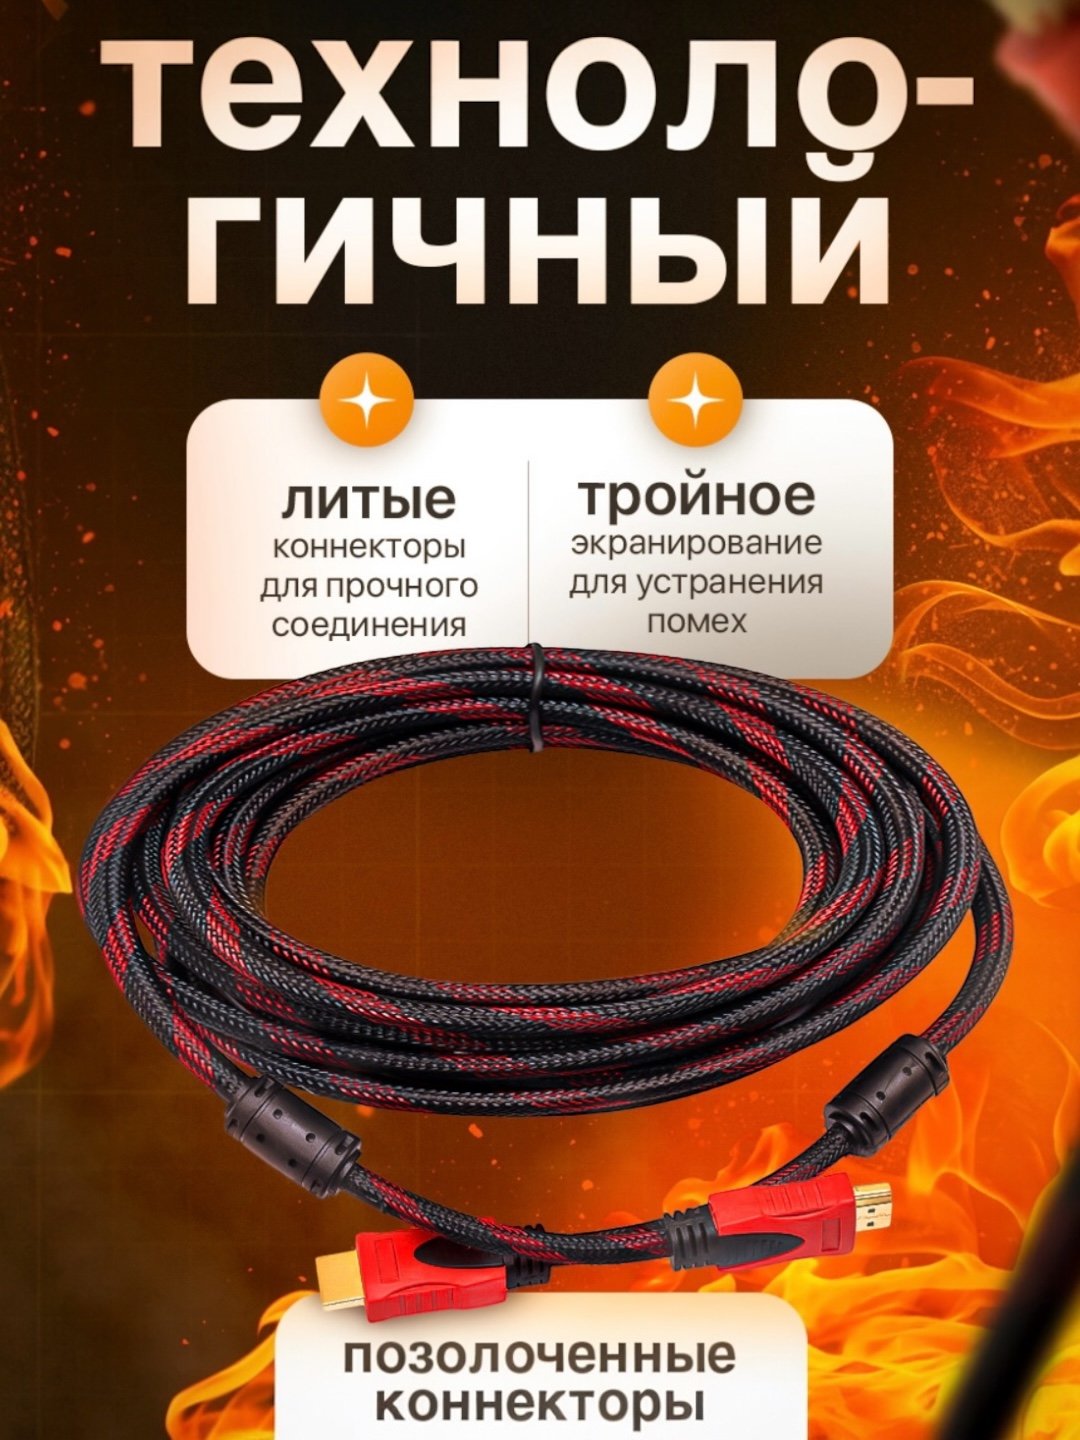 техноло-
гичный
литые
коннекторы
для прочного
соединения
тройное
экранирование
для устранения
помех
позолоченные
коннекторы